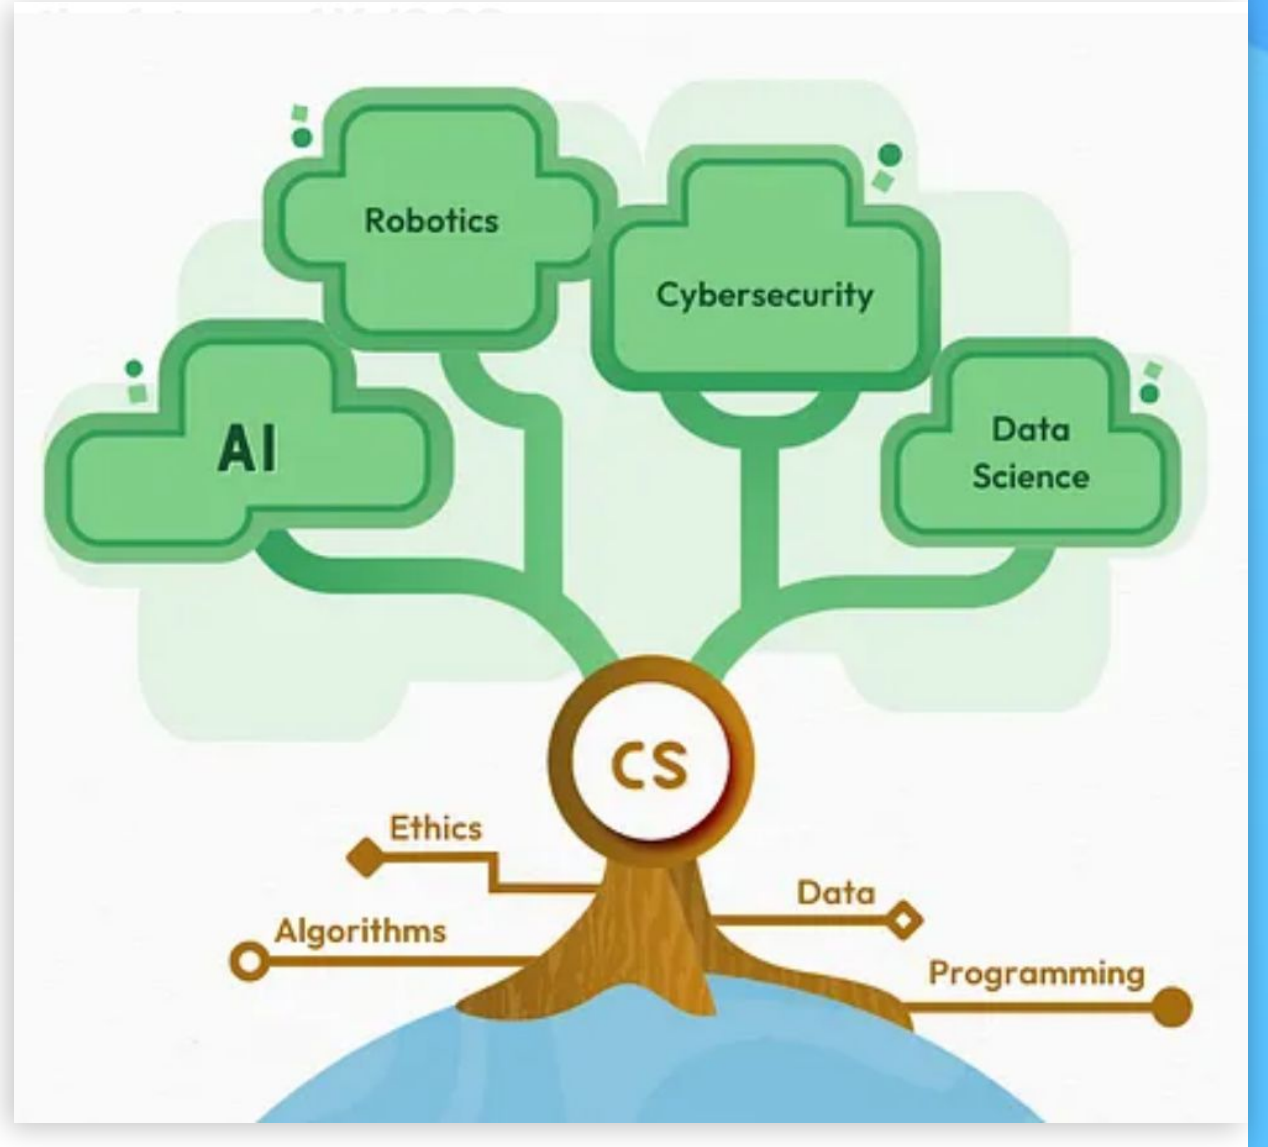 Robotics
Cybersecurity
AI
Data
Science
CS
Ethics
Data
Algorithms
Programming